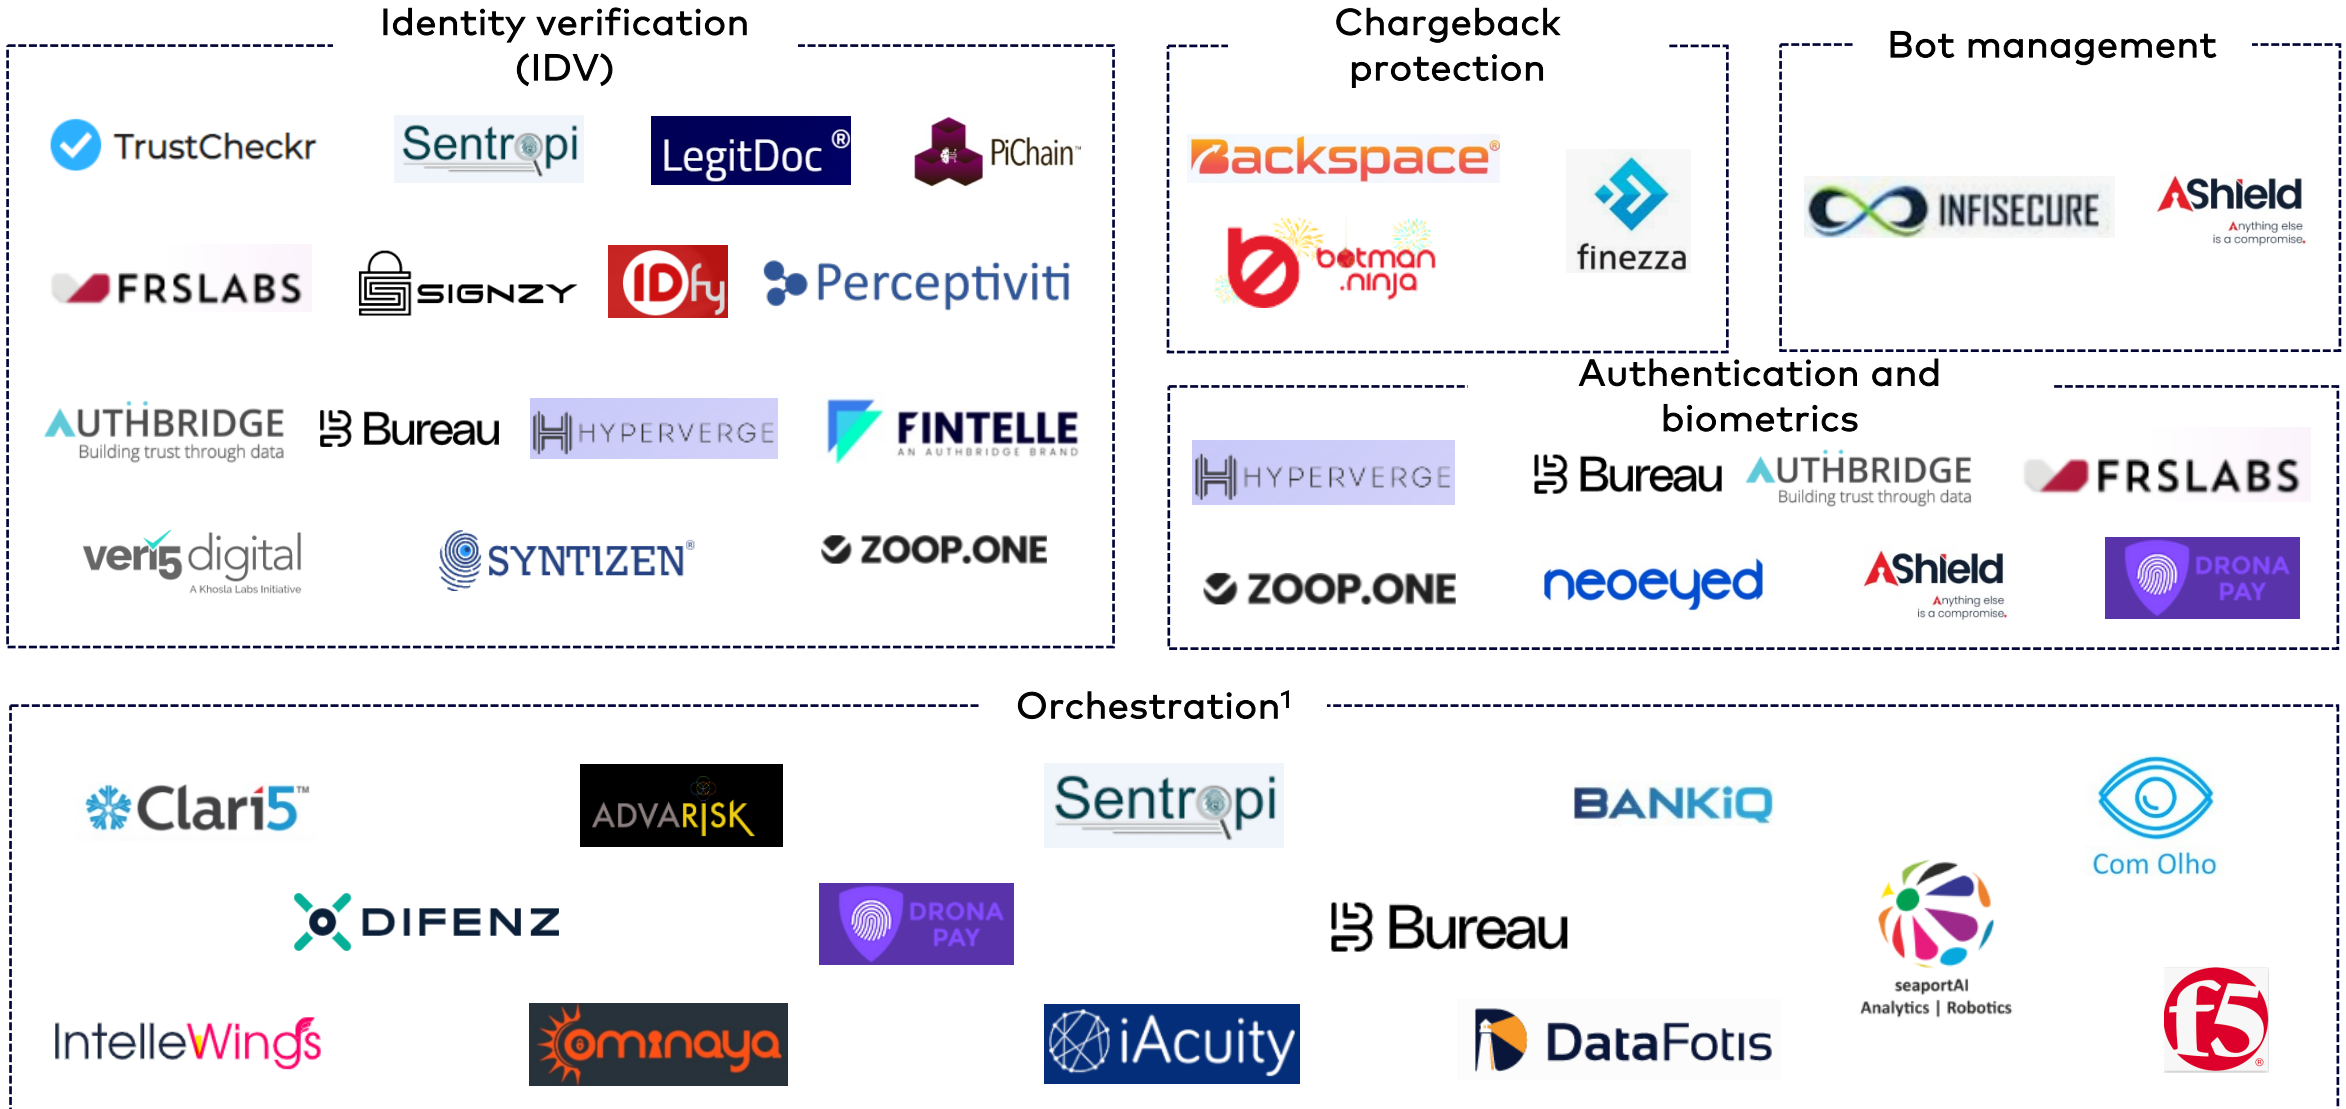 Identity verification
(IDV)
TrustCheckr
Sentropi
LegitDoc®
PiChain™
FRSLABS
SIGNZY
IDfy
Perceptiviti
AUTHBRIDGE
Building trust through data
Bureau
HYPERVERGE
FINTELLE
AN AUTHBRIDGE BRAND
veri5 digital
A Khosla Labs Initiative
SYNTIZEN®
ZOOP.ONE
Chargeback
protection
Backspace®
botman
.ninja
finezza
Bot management
INFISECURE
AShield
Anything else
is a compromise.
Authentication and
biometrics
HYPERVERGE
Bureau
AUTHBRIDGE
Building trust through data
FRSLABS
ZOOP.ONE
neoeyed
AShield
Anything else
is a compromise.
DRONA
PAY
Orchestration¹
Clari5™
ADVARISK
Sentropi
BANKiQ
Com Olho
DIFENZ
DRONA
PAY
Bureau
seaportAI
Analytics | Robotics
IntelleWings
ominaya
iAcuity
DataFotis
f5®